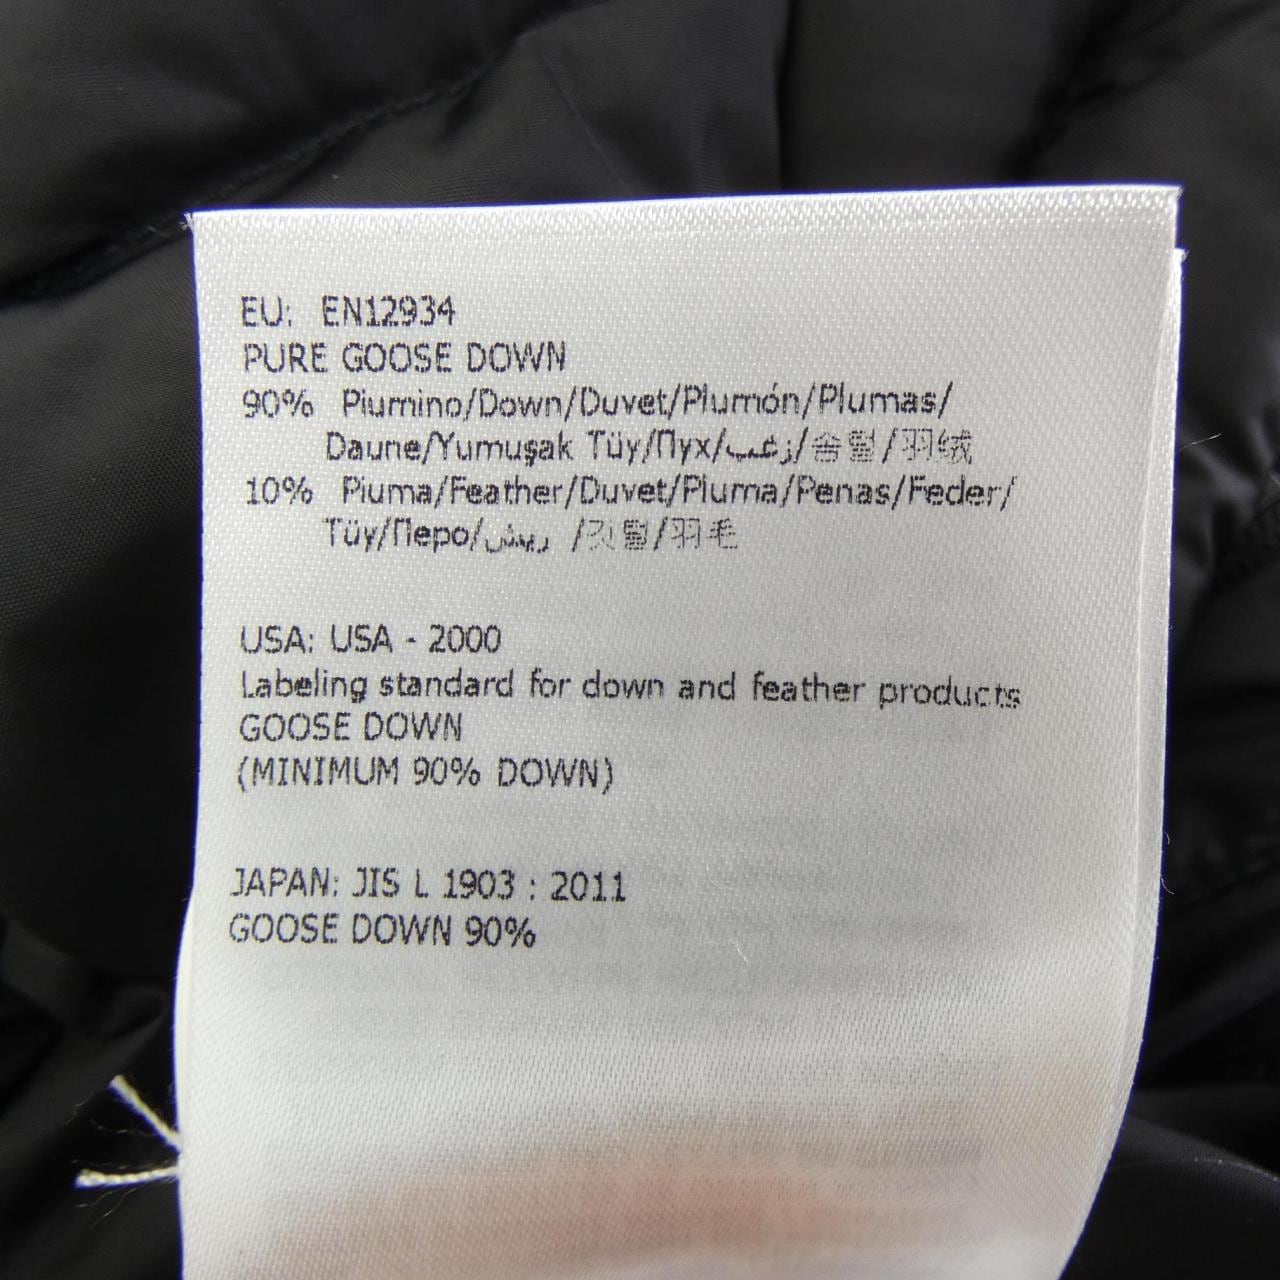 EU: EN12934
PURE GOOSE DOWN
90% Piumino/Down/Duvet/Plumón/Plumas/
Daune/Yumuşak Tüy/Пух/زغب/솜털/羽绒
10% Piuma/Feather/Duvet/Pluma/Penas/Feder/
Tüy/Перо/ريش /깃털/羽毛
USA: USA - 2000
Labeling standard for down and feather products
GOOSE DOWN
(MINIMUM 90% DOWN)
JAPAN: JIS L 1903 : 2011
GOOSE DOWN 90%